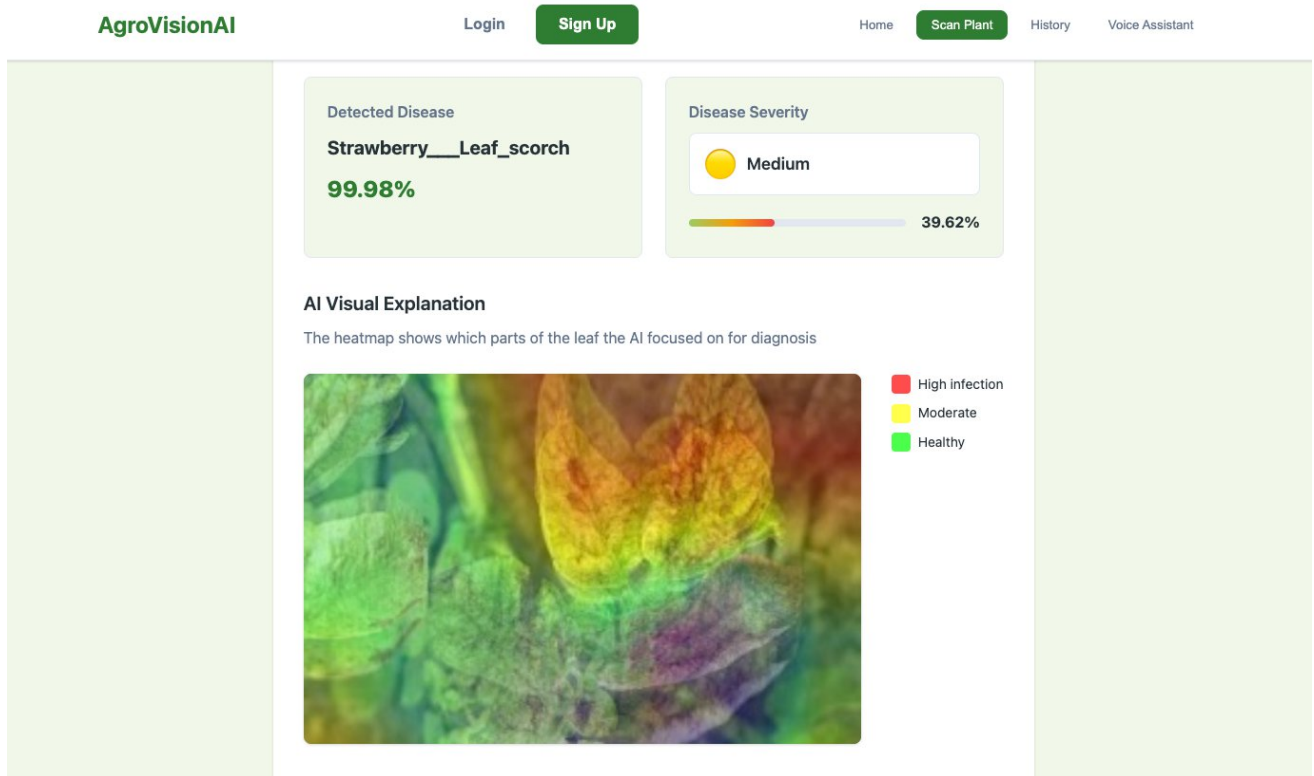 AgroVisionAI
Login
Sign Up
Home
Scan Plant
History
Voice Assistant
Detected Disease
Strawberry___Leaf_scorch
99.98%
Disease Severity
Medium
39.62%
AI Visual Explanation
The heatmap shows which parts of the leaf the AI focused on for diagnosis
High infection
Moderate
Healthy